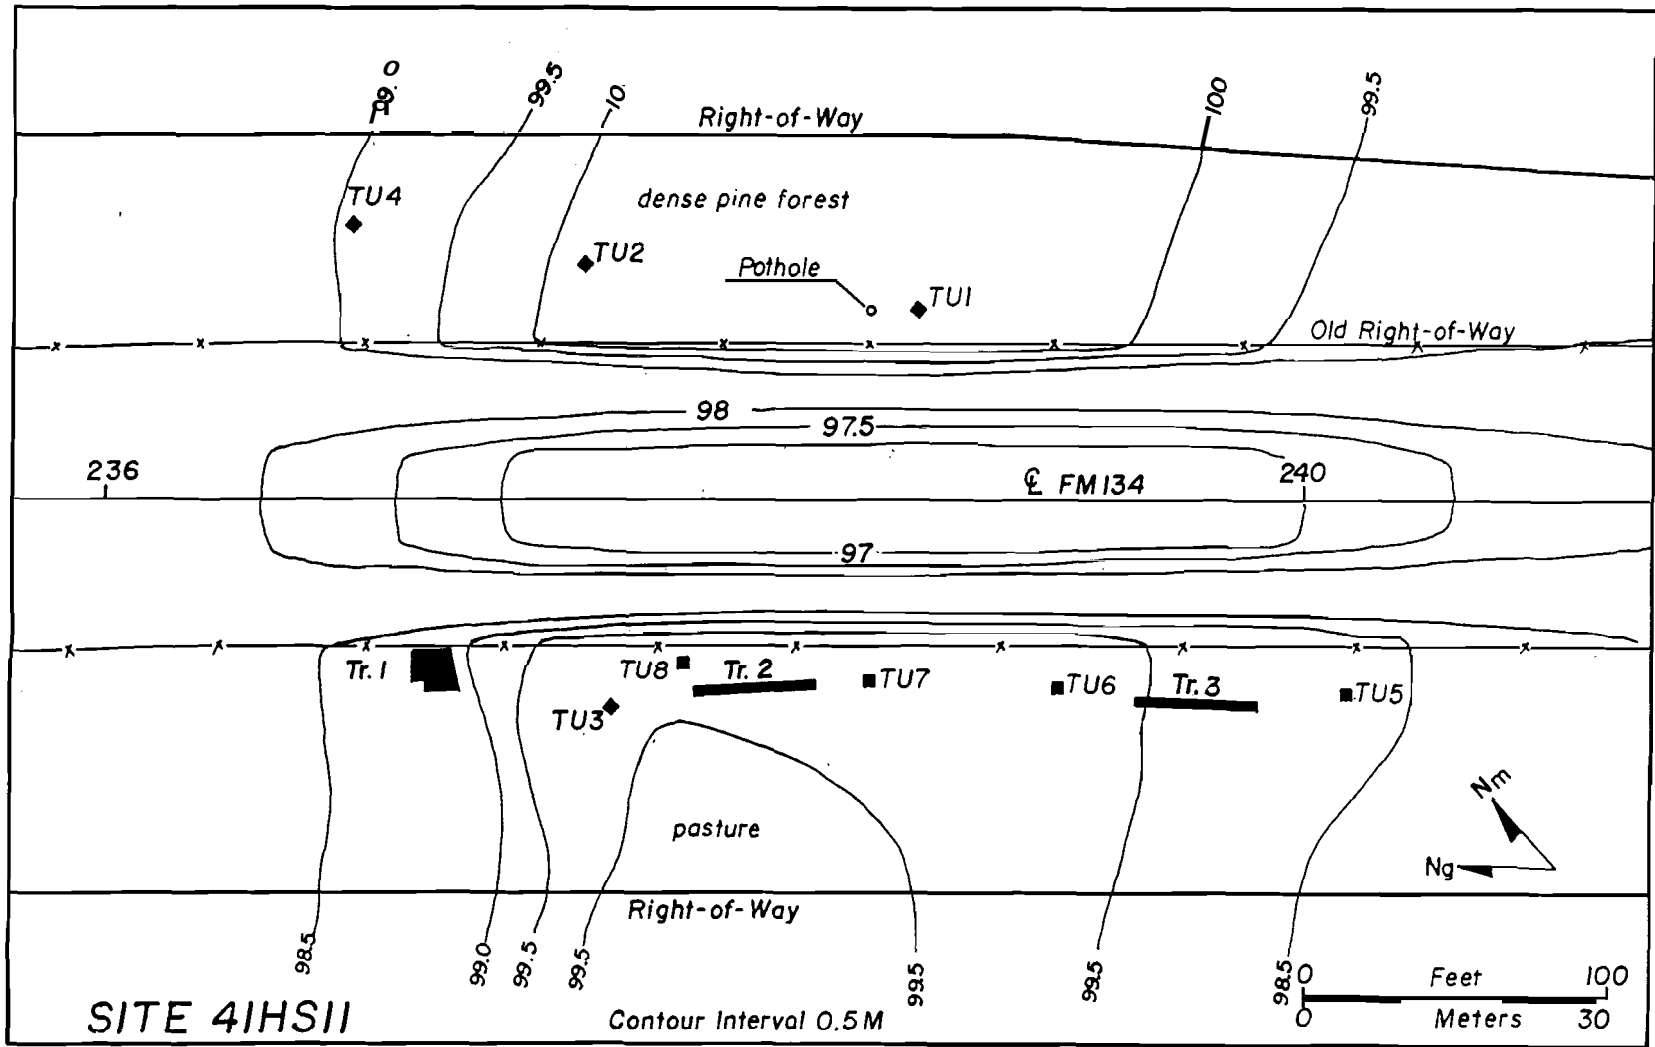 99.0
99.5
10.
100
99.5
Right-of-Way
TU4
dense pine forest
TU2
Pothole
TU1
Old Right-of-Way
98
97.5
236
℄ FM134
240
97
Tr. 1
TU8
Tr. 2
TU7
TU6
Tr. 3
TU5
TU3
pasture
Nm
Ng
Right-of-Way
98.5
99.0
99.5
99.5
99.5
99.5
98.5
0 Feet 100
0 Meters 30
SITE 41HS11
Contour Interval 0.5 M